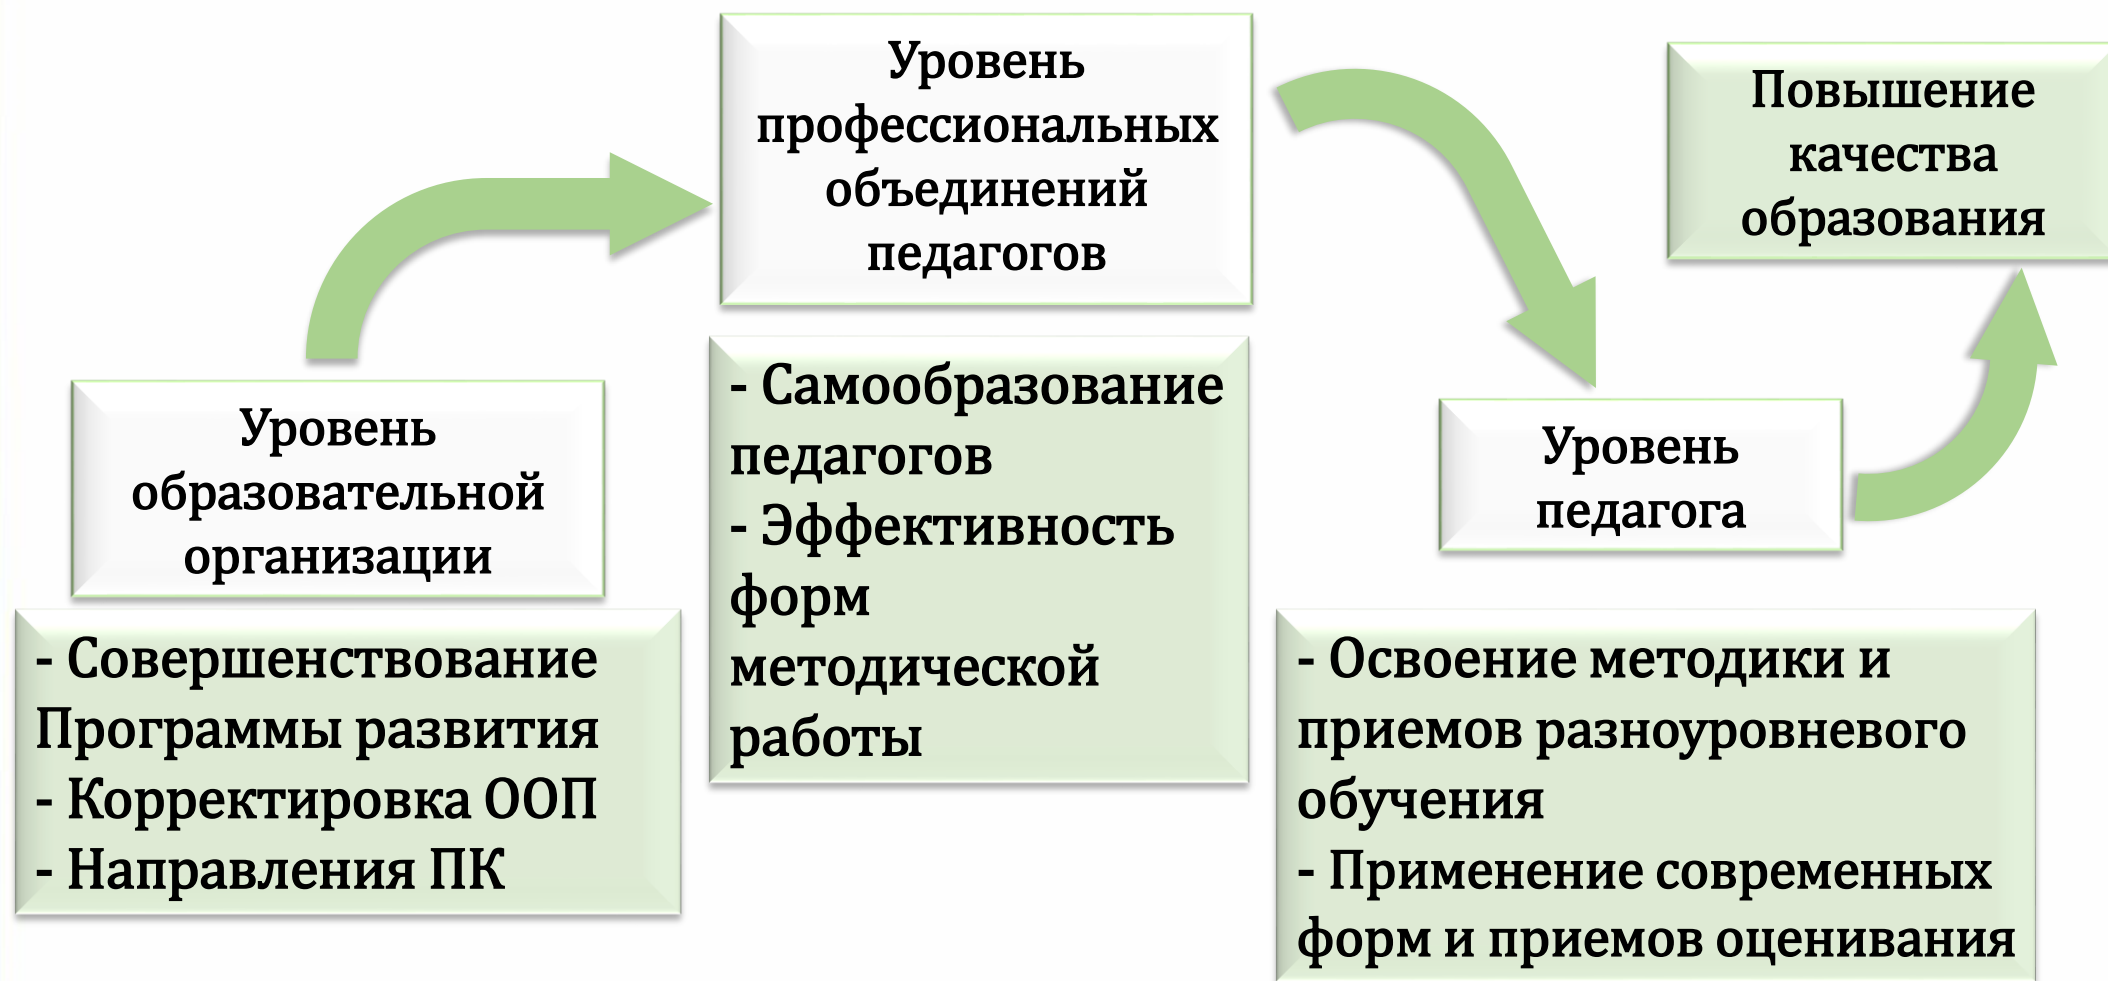 Уровень
образовательной
организации
- Совершенствование
Программы развития
- Корректировка ООП
- Направления ПК
Уровень
профессиональных
объединений
педагогов
- Самообразование
педагогов
- Эффективность
форм
методической
работы
Уровень
педагога
- Освоение методики и
приемов разноуровневого
обучения
- Применение современных
форм и приемов оценивания
Повышение
качества
образования